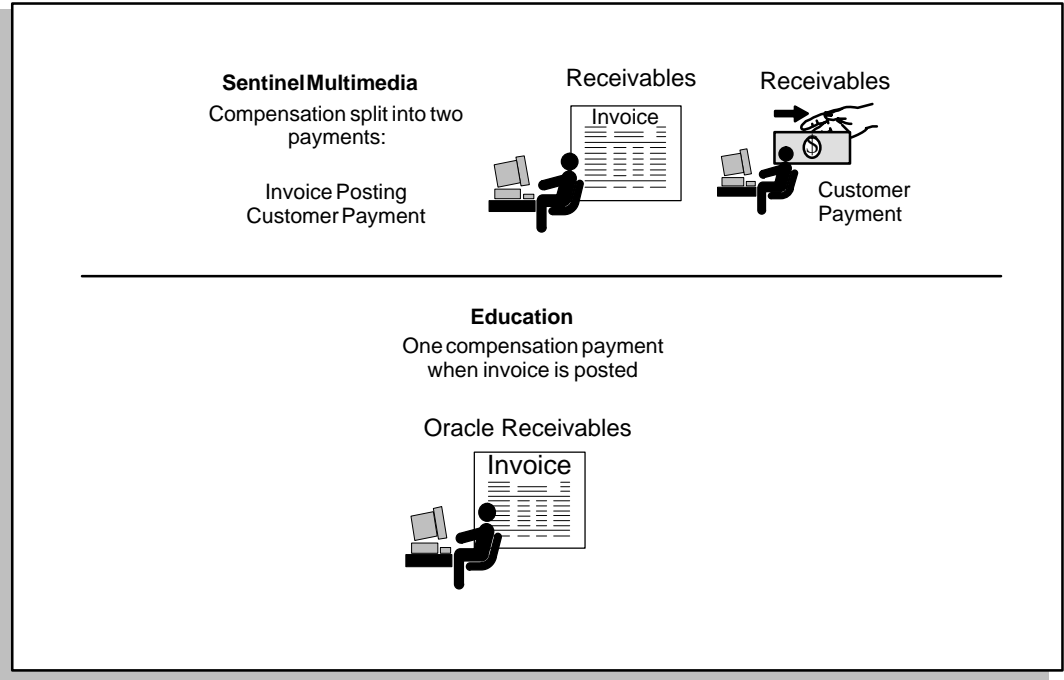 Sentinel Multimedia
Compensation split into two
payments:
Invoice Posting
Customer Payment
Receivables
Invoice
Receivables
$
Customer
Payment
Education
One compensation payment
when invoice is posted
Oracle Receivables
Invoice